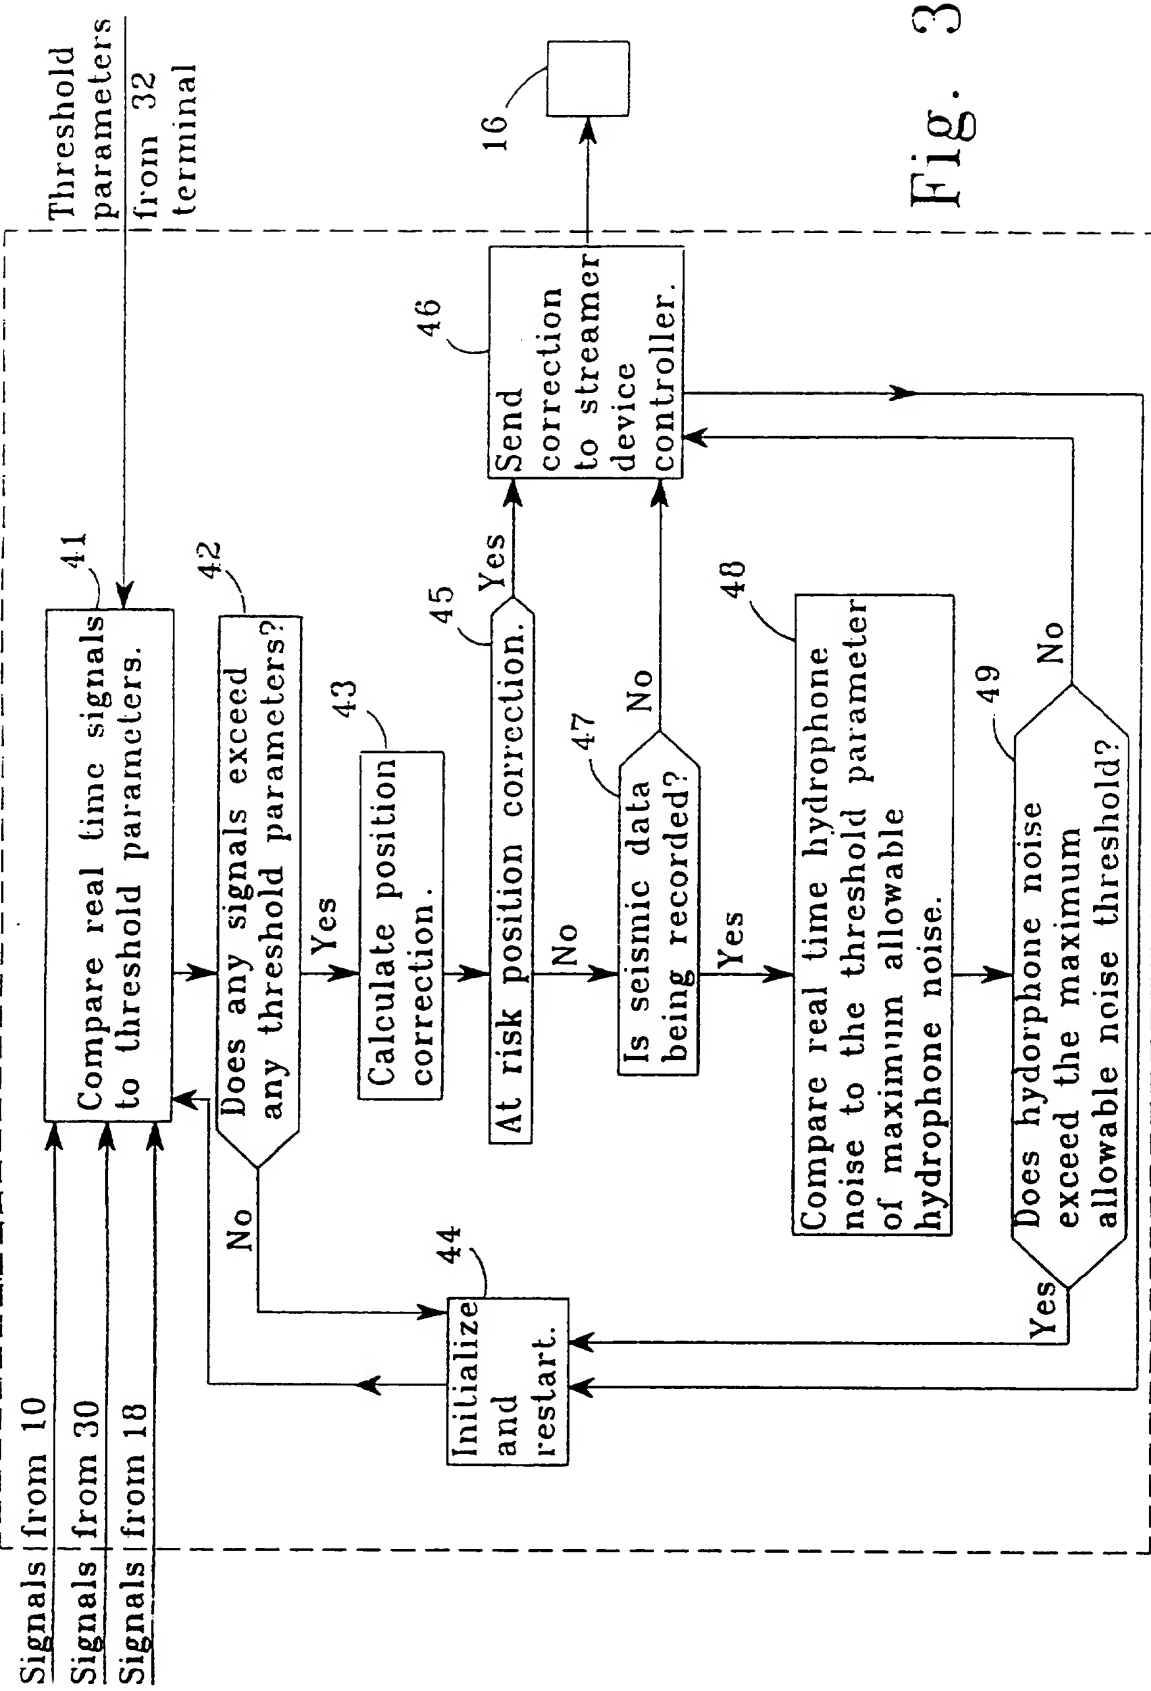 Signals from 10
Signals from 30
Signals from 18
Threshold
parameters
from 32
terminal
41
Compare real time signals
to threshold parameters.
42
Does any signals exceed
any threshold parameters?
No
Yes
43
Calculate position
correction.
44
Initialize
and
restart.
45
At risk position correction.
Yes
No
46
Send
correction
to streamer
device
controller.
16
47
Is seismic data
being recorded?
No
Yes
48
Compare real time hydrophone
noise to the threshold parameter
of maximum allowable
hydrophone noise.
49
Does hydorphone noise
exceed the maximum
allowable noise threshold?
Yes
No
Fig. 3